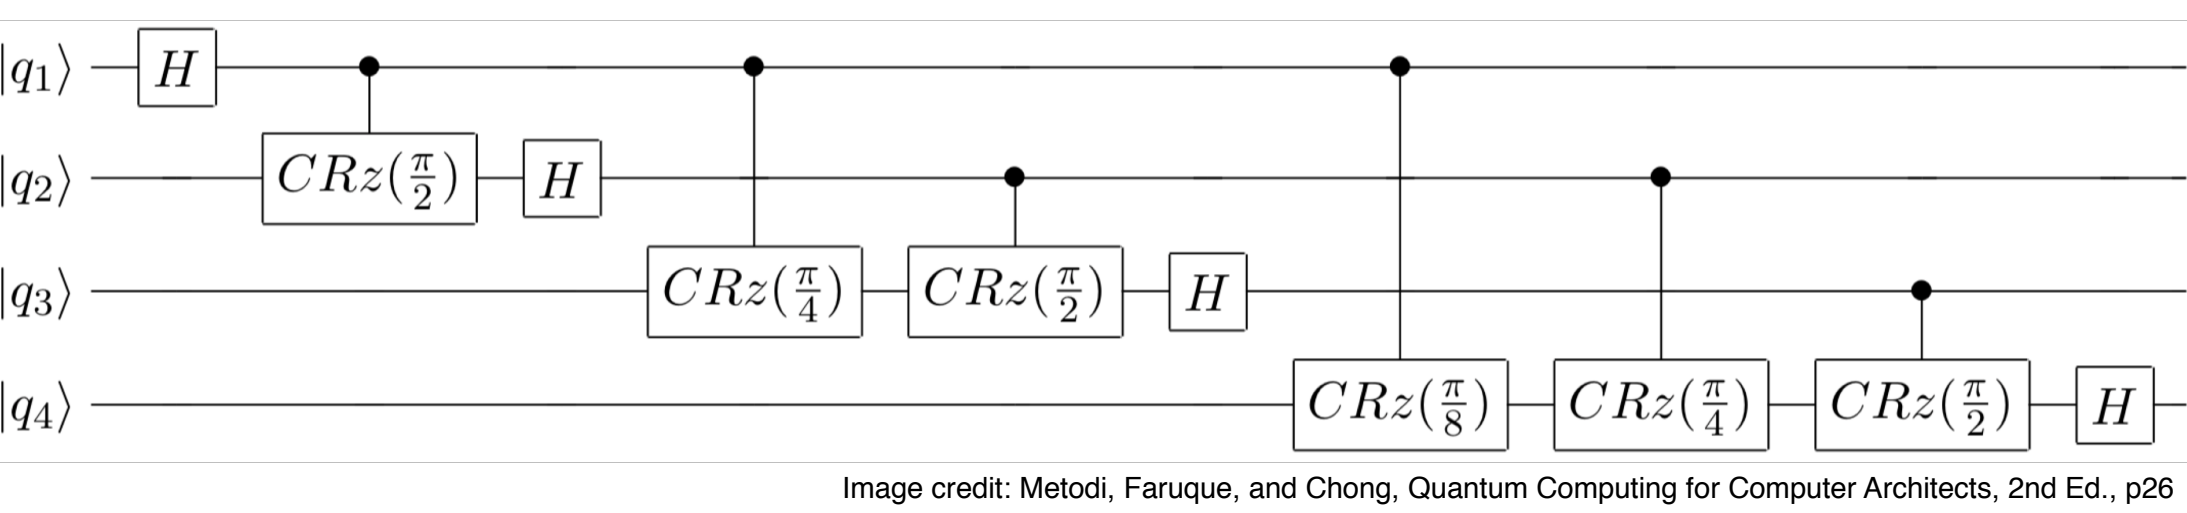 |q1⟩ H
|q2⟩ CRz(π/2) H
|q3⟩ CRz(π/4) CRz(π/2) H
|q4⟩ CRz(π/8) CRz(π/4) CRz(π/2) H
Image credit: Metodi, Faruque, and Chong, Quantum Computing for Computer Architects, 2nd Ed., p26